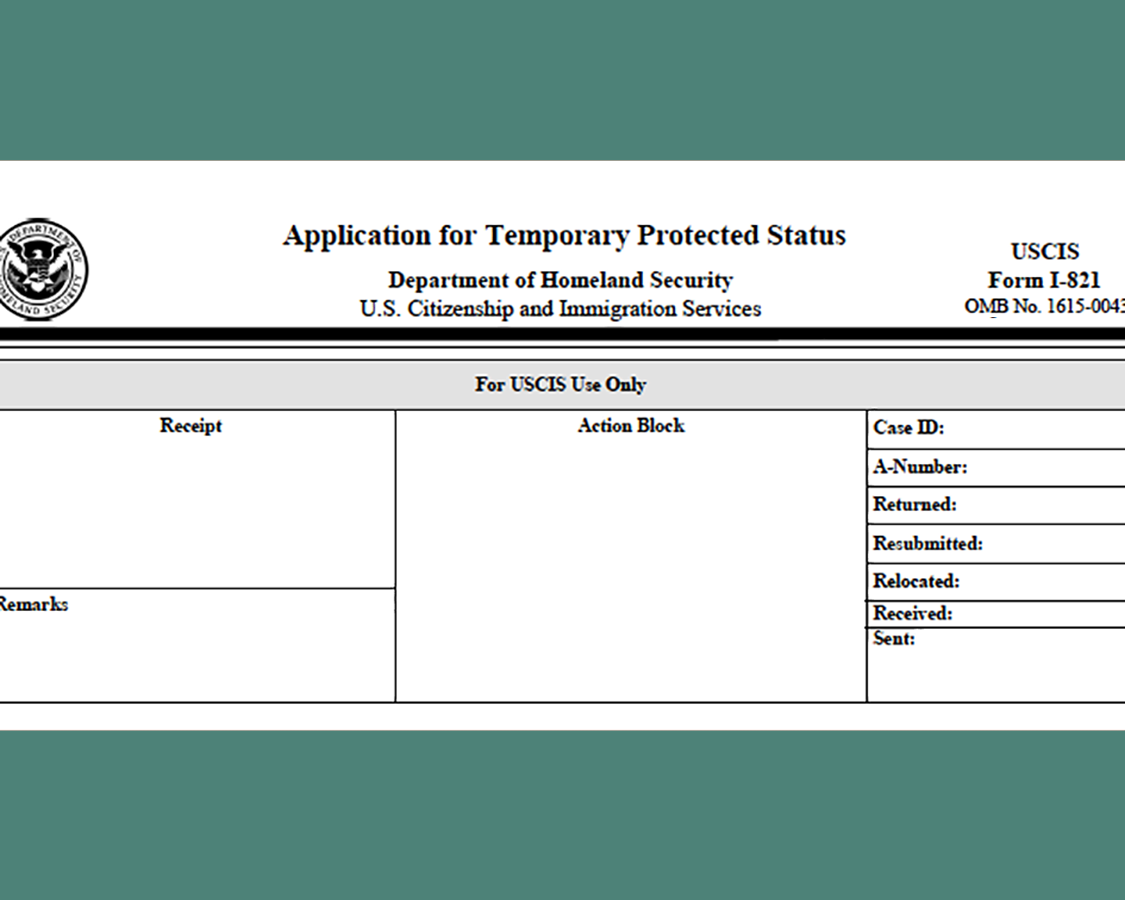 U.S. DEPARTMENT OF HOMELAND SECURITY
Application for Temporary Protected Status
Department of Homeland Security
U.S. Citizenship and Immigration Services
USCIS
Form I-821
OMB No. 1615-0043
For USCIS Use Only
Receipt
Remarks
Action Block
Case ID:
A-Number:
Returned:
Resubmitted:
Relocated:
Received:
Sent: